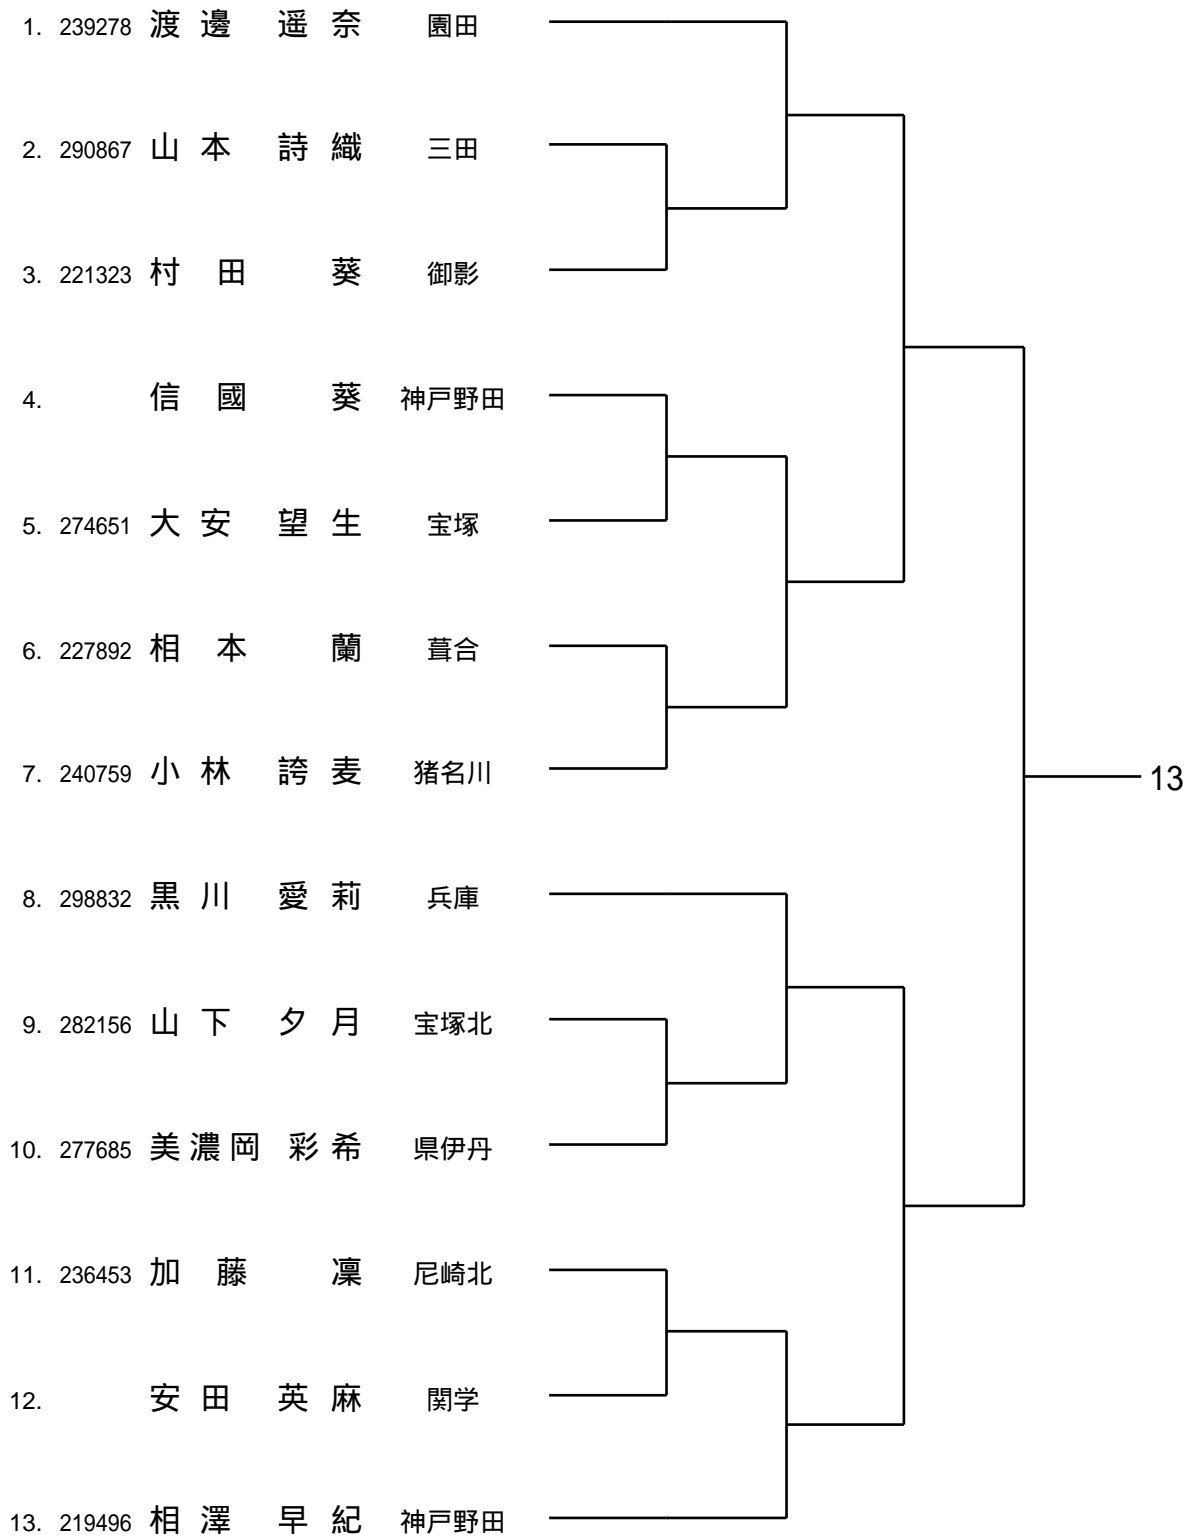 1. 239278 渡邊 遥奈 園田
2. 290867 山本 詩織 三田
3. 221323 村田 葵 御影
4. 信國 葵 神戸野田
5. 274651 大安 望生 宝塚
6. 227892 相本 蘭 葺合
7. 240759 小林 誇麦 猪名川
13
8. 298832 黒川 愛莉 兵庫
9. 282156 山下 夕月 宝塚北
10. 277685 美濃岡 彩希 県伊丹
11. 236453 加藤 凜 尼崎北
12. 安田 英麻 関学
13. 219496 相澤 早紀 神戸野田